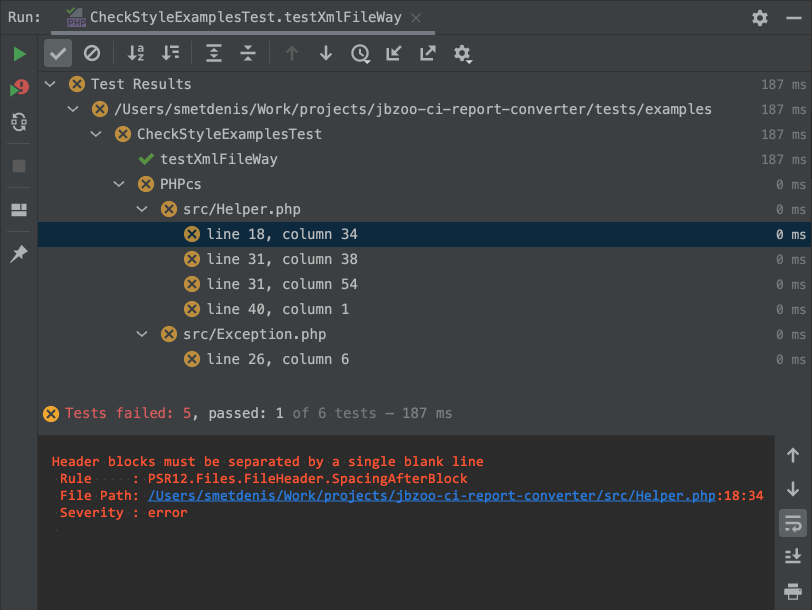 Run: CheckStyleExamplesTest.testXmlFileWay
Test Results 187 ms
/Users/smetdenis/Work/projects/jbzoo-ci-report-converter/tests/examples 187 ms
CheckStyleExamplesTest 187 ms
testXmlFileWay 187 ms
PHPcs 0 ms
src/Helper.php 0 ms
line 18, column 34 0 ms
line 31, column 38 0 ms
line 31, column 54 0 ms
line 40, column 1 0 ms
src/Exception.php 0 ms
line 26, column 6 0 ms
Tests failed: 5, passed: 1 of 6 tests – 187 ms
Header blocks must be separated by a single blank line
Rule : PSR12.Files.FileHeader.SpacingAfterBlock
File Path: /Users/smetdenis/Work/projects/jbzoo-ci-report-converter/src/Helper.php:18:34
Severity : error